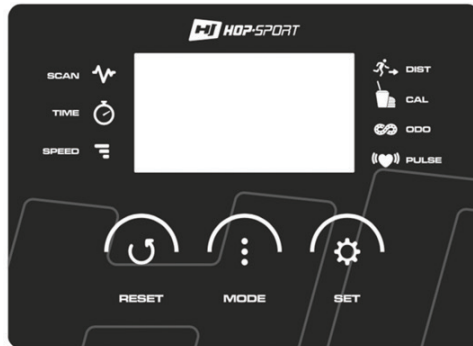 HOP-SPORT
SCAN
TIME
SPEED
DIST
CAL
ODO
PULSE
RESET
MODE
SET